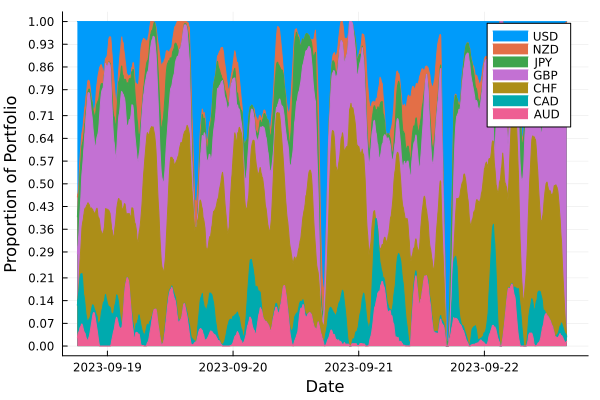 1.00
0.93
0.86
0.79
0.71
0.64
0.57
0.50
0.43
0.36
0.29
0.21
0.14
0.07
0.00
Proportion of Portfolio
USD
NZD
JPY
GBP
CHF
CAD
AUD
2023-09-19 2023-09-20 2023-09-21 2023-09-22
Date